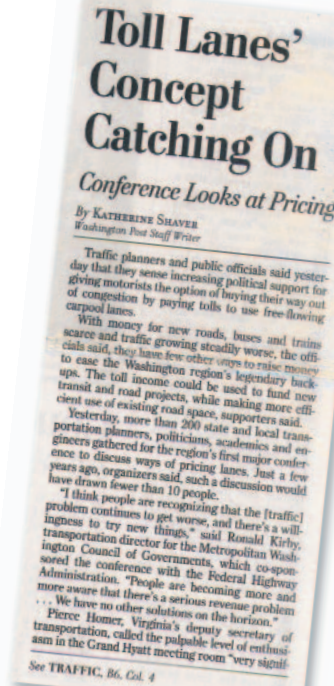 Toll Lanes'
Concept
Catching On
Conference Looks at Pricing
By KATHERINE SHAVER
Washington Post Staff Writer
Traffic planners and public officials said yester-
day that they sense increasing political support for
giving motorists the option of buying their way out
of congestion by paying tolls to use free-flowing
carpool lanes.
With money for new roads, buses and trains
scarce and traffic growing steadily worse, the offi-
cials said, they have few other ways to raise money
to ease the Washington region's legendary back-
ups. The toll income could be used to fund new
transit and road projects, while making more effi-
cient use of existing road space, supporters said.
Yesterday, more than 200 state and local trans-
portation planners, politicians, academics and en-
gineers gathered for the region's first major confer-
ence to discuss ways of pricing lanes. Just a few
years ago, organizers said, such a discussion would
have drawn fewer than 10 people.
"I think people are recognizing that the [traffic]
problem continues to get worse, and there's a will-
ingness to try new things," said Ronald Kirby,
transportation director for the Metropolitan Wash-
ington Council of Governments, which co-spon-
sored the conference with the Federal Highway
Administration. "People are becoming more and
more aware that there's a serious revenue problem
. . . We have no other solutions on the horizon."
Pierce Homer, Virginia's deputy secretary of
transportation, called the palpable level of enthusi-
asm in the Grand Hyatt meeting room "very signif-
See TRAFFIC, B6, Col. 4